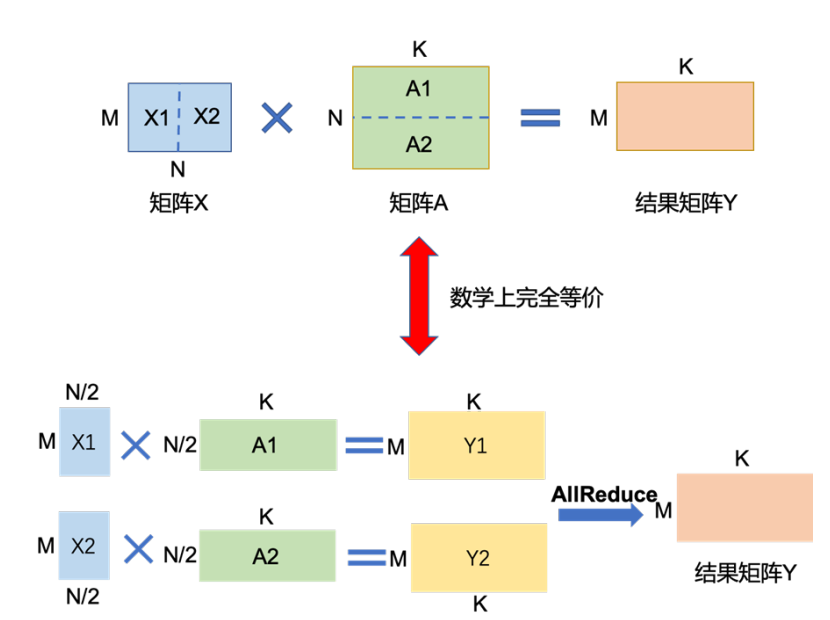 K
K
M X1 X2 N A1 M
A2
N
矩阵X 矩阵A 结果矩阵Y
数学上完全等价
N/2 K K
M X1 N/2 A1 M Y1
K
AllReduce M
K
M X2 N/2 A2 M Y2
结果矩阵Y
N/2 K